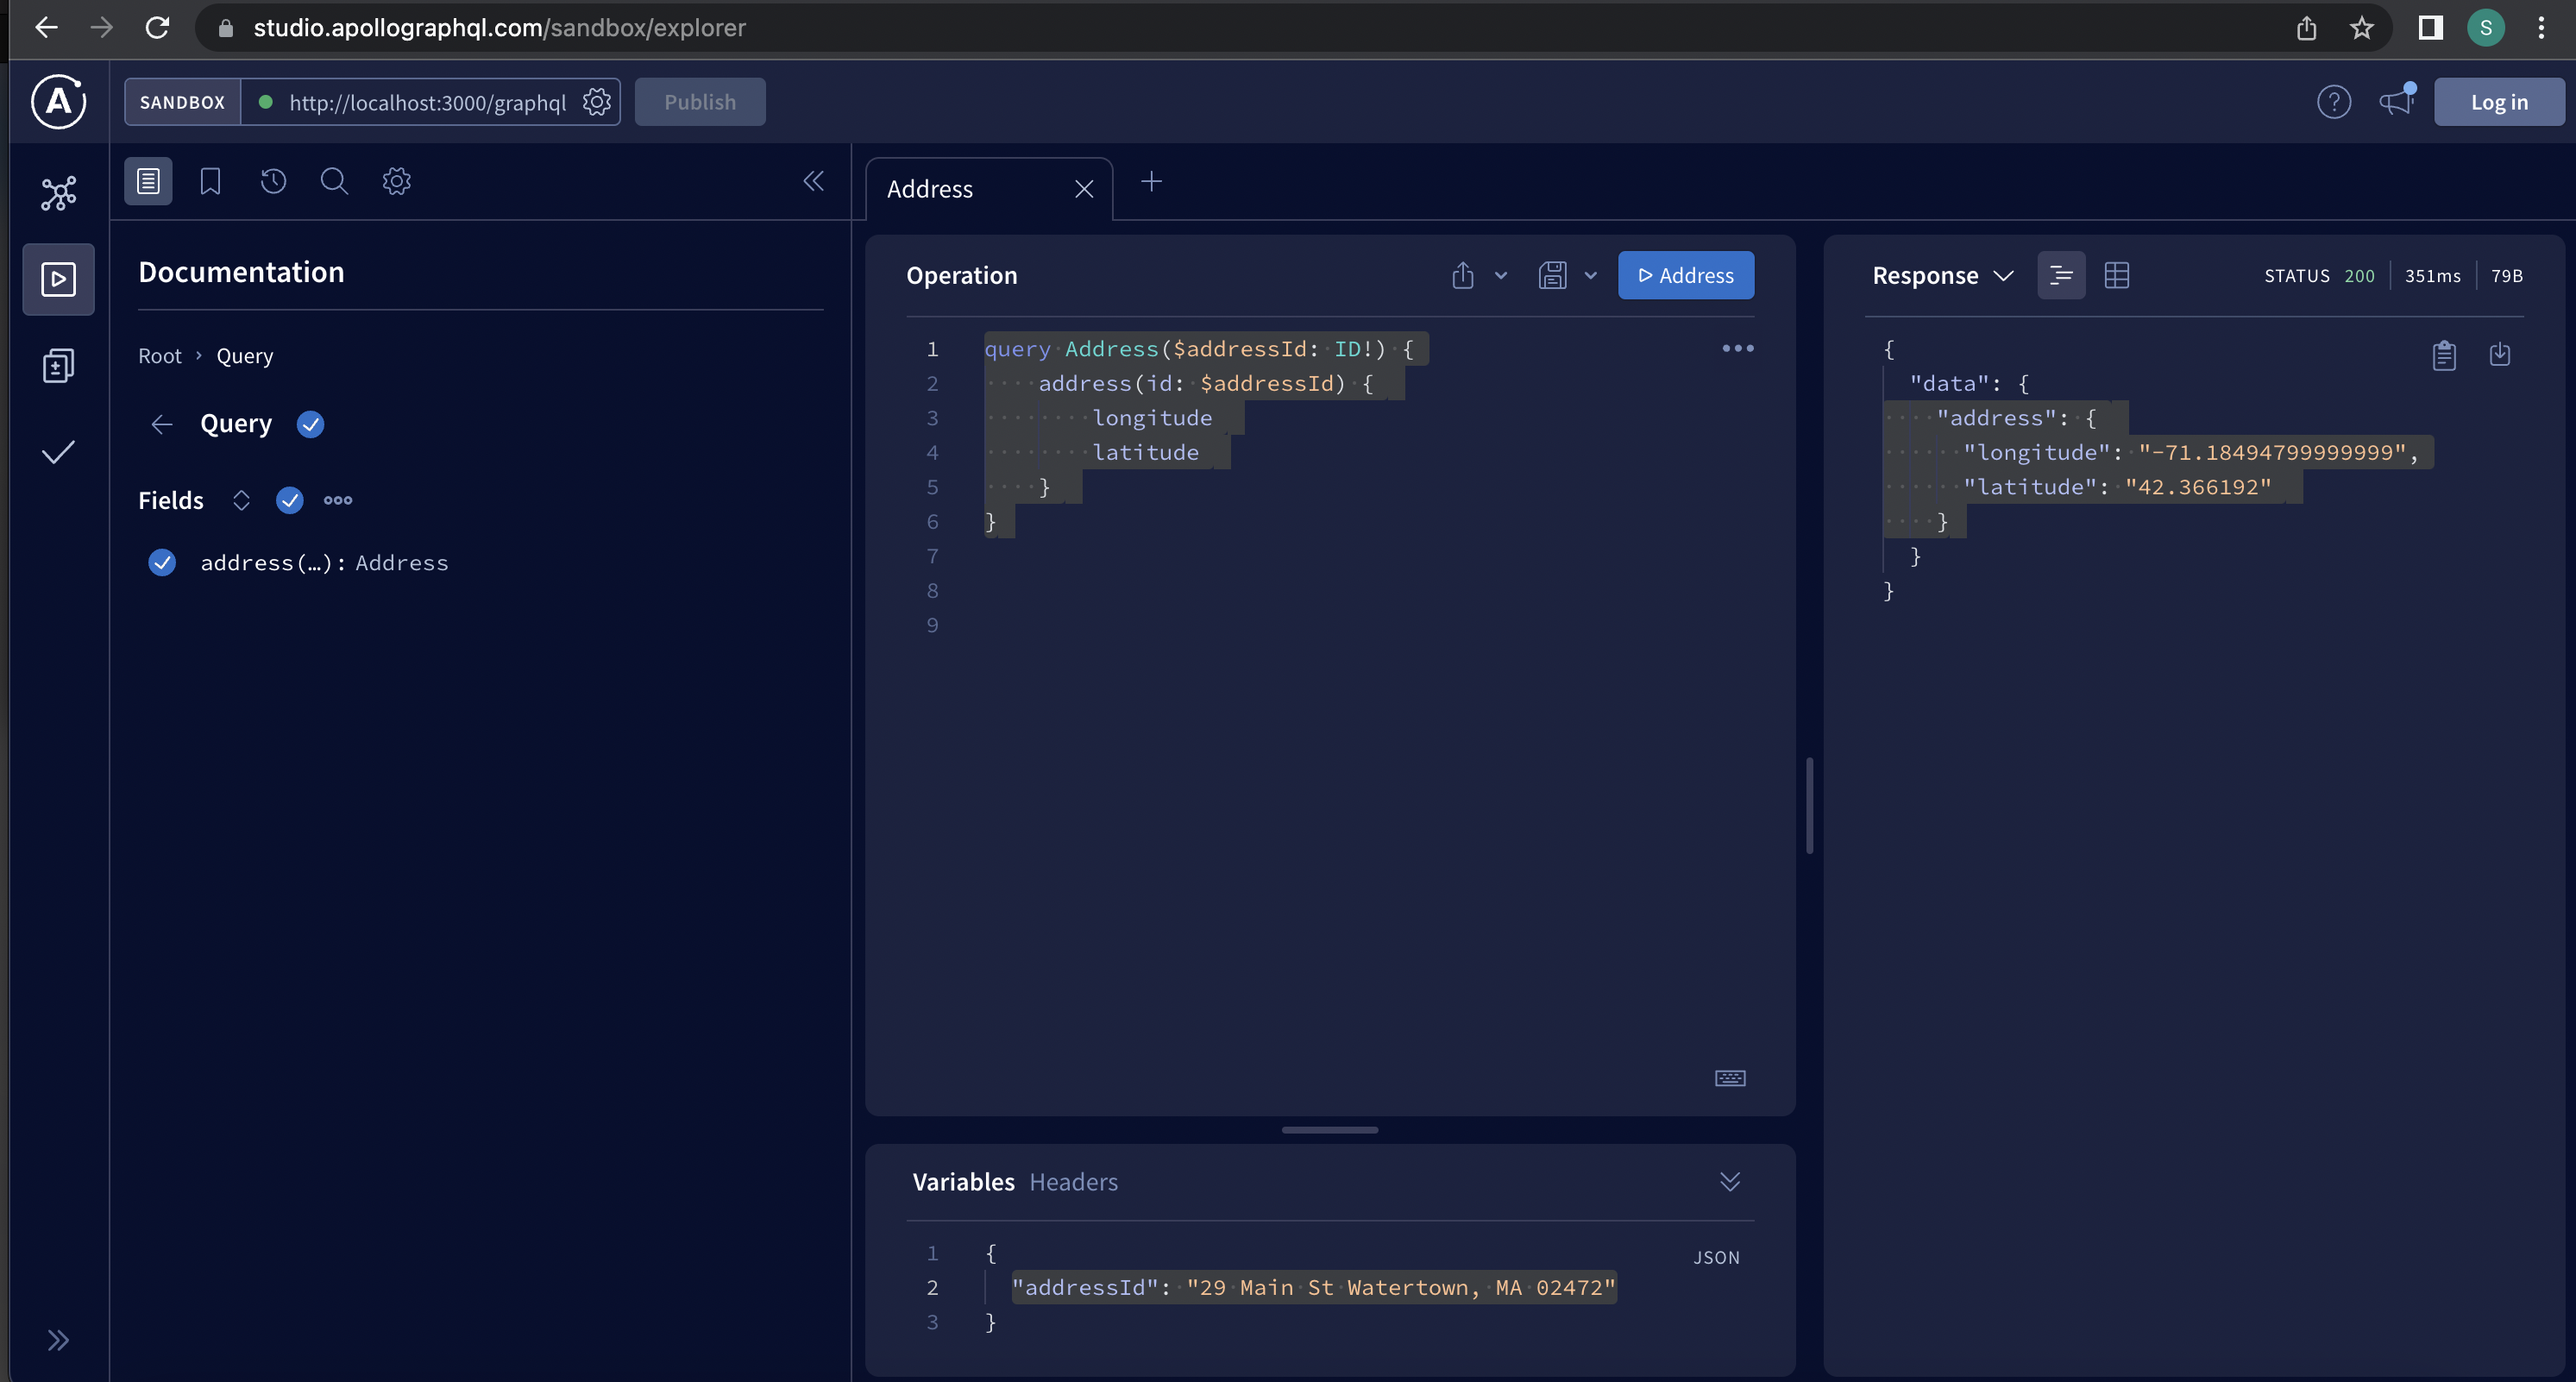 studio.apollographql.com/sandbox/explorer
S
A
SANDBOX
http://localhost:3000/graphql
Publish
?
Log in
Address
Documentation
Root › Query
Query
Fields
address(…): Address
Operation
Address
1 query Address($addressId: ID!) {
2 address(id: $addressId) {
3 longitude
4 latitude
5 }
6 }
7
8
9
Variables Headers
JSON
1 {
2 "addressId": "29 Main St Watertown, MA 02472"
3 }
Response
STATUS 200 351ms 79B
{
"data": {
"address": {
"longitude": "-71.18494799999999",
"latitude": "42.366192"
}
}
}